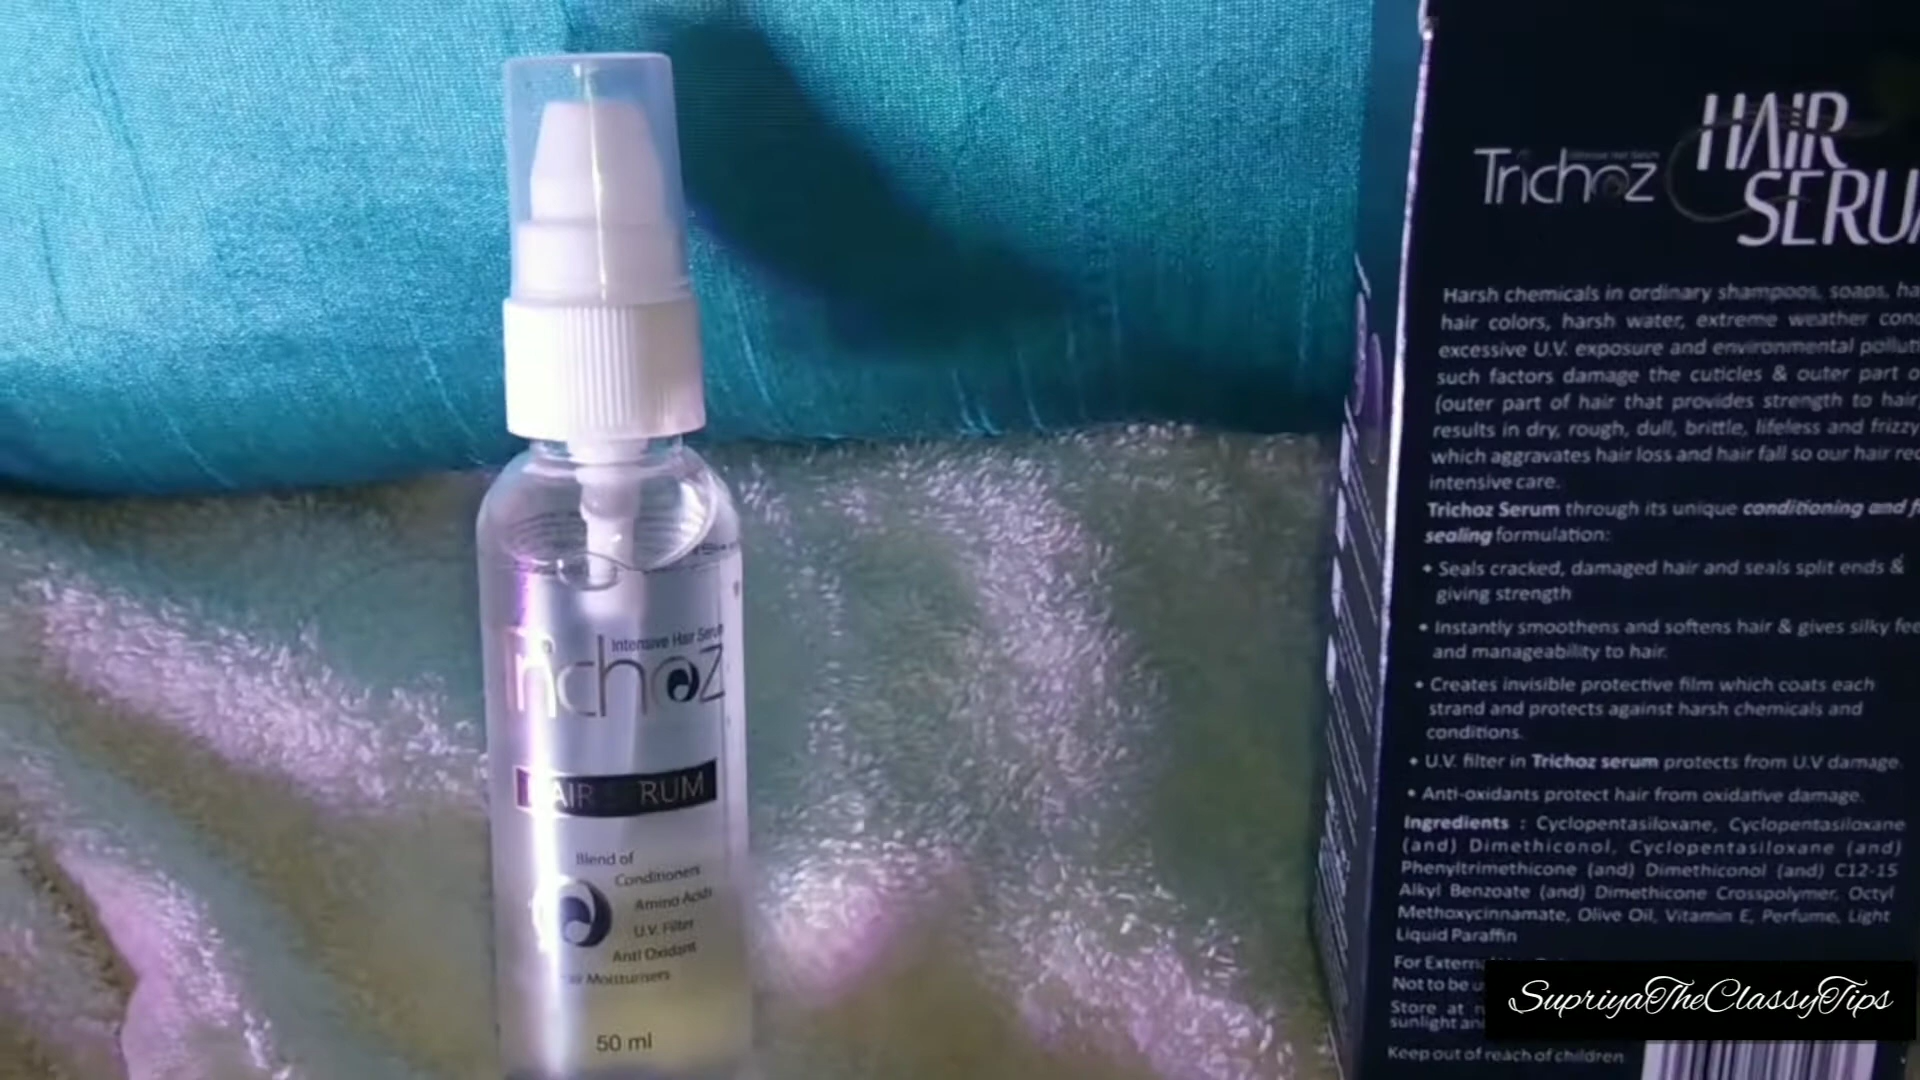 Intensive Hair Serum
Trichoz
HAIR SERUM
Blend of
Conditioners
Amino Acids
U.V. Filter
Anti Oxidant
Moisturisers
50 ml
Trichoz
HAIR
SERU
Harsh chemicals in ordinary shampoos, soaps,
hair colors, harsh water, extreme weather
excessive U.V. exposure and environmental
such factors damage the cuticles & outer part
(outer part of hair that provides strength to hair
results in dry, rough, dull, brittle, lifeless and frizzy
which aggravates hair loss and hair fall so our hair
intensive care.
Trichoz Serum through its unique conditioning and
sealing formulation:
• Seals cracked, damaged hair and seals split ends &
giving strength
• Instantly smoothens and softens hair & gives silky
and manageability to hair.
• Creates invisible protective film which coats each
strand and protects against harsh chemicals and
conditions.
• U.V. filter in Trichoz serum protects from U.V damage.
• Anti-oxidants protect hair from oxidative damage.
Ingredients : Cyclopentasiloxane, Cyclopentasiloxane
(and) Dimethiconol, Cyclopentasiloxane (and)
Phenyltrimethicone (and) Dimethiconol (and) C12-15
Alkyl Benzoate (and) Dimethicone Crosspolymer, Octyl
Methoxycinnamate, Olive Oil, Vitamin E, Perfume, Light
Liquid Paraffin
For
Not to be
Store at
sunlight
Keep out of reach of children
SupriyaTheClassyTips